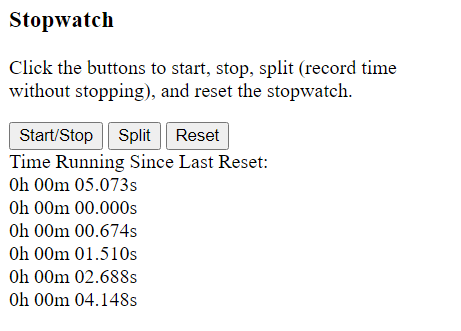 Stopwatch
Click the buttons to start, stop, split (record time
without stopping), and reset the stopwatch.
Start/Stop Split Reset
Time Running Since Last Reset:
0h 00m 05.073s
0h 00m 00.000s
0h 00m 00.674s
0h 00m 01.510s
0h 00m 02.688s
0h 00m 04.148s